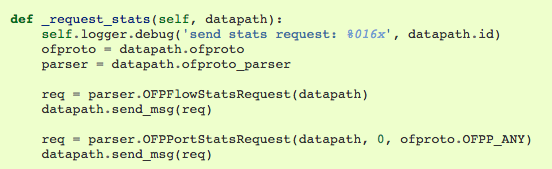 def _request_stats(self, datapath):
    self.logger.debug('send stats request: %016x', datapath.id)
    ofproto = datapath.ofproto
    parser = datapath.ofproto_parser

    req = parser.OFPFlowStatsRequest(datapath)
    datapath.send_msg(req)

    req = parser.OFPPortStatsRequest(datapath, 0, ofproto.OFPP_ANY)
    datapath.send_msg(req)